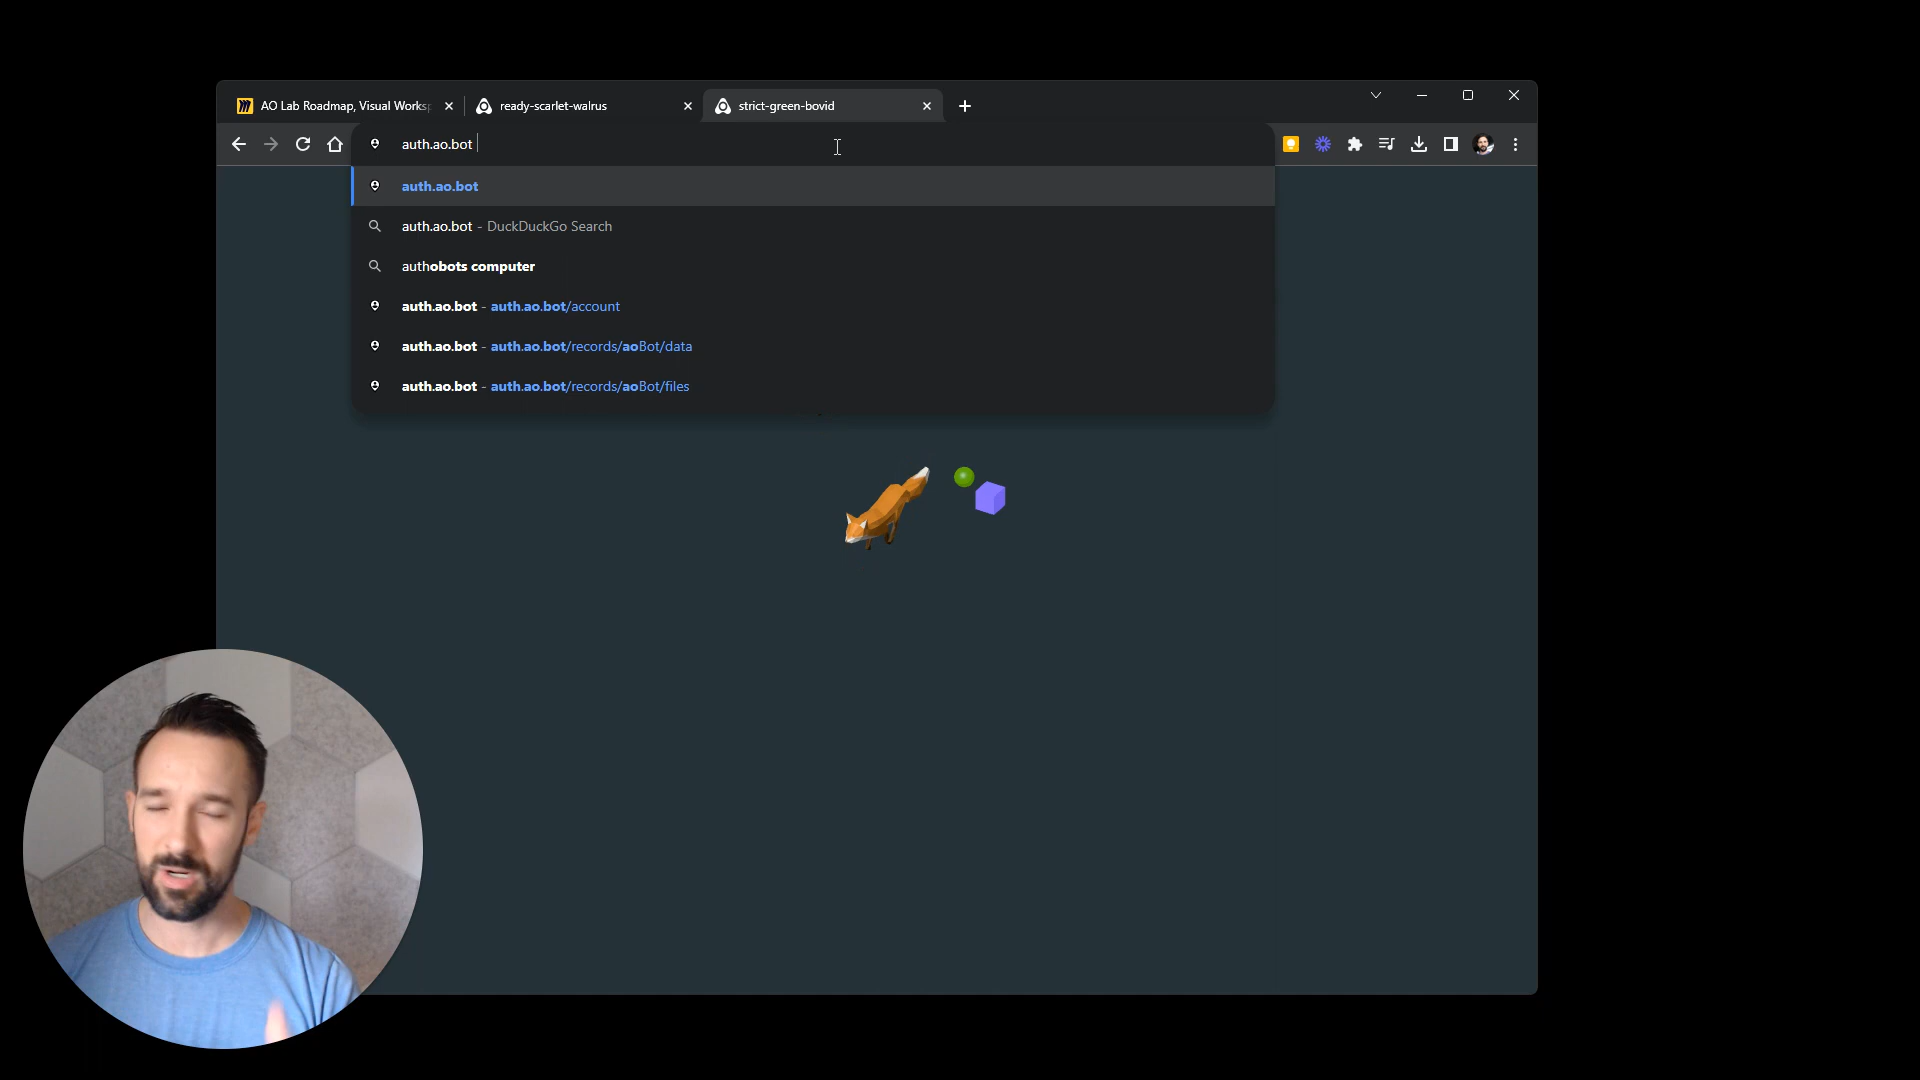 AO Lab Roadmap, Visual Worksp
ready-scarlet-walrus
strict-green-bovid
auth.ao.bot
auth.ao.bot
auth.ao.bot - DuckDuckGo Search
authobots computer
auth.ao.bot - auth.ao.bot/account
auth.ao.bot - auth.ao.bot/records/aoBot/data
auth.ao.bot - auth.ao.bot/records/aoBot/files